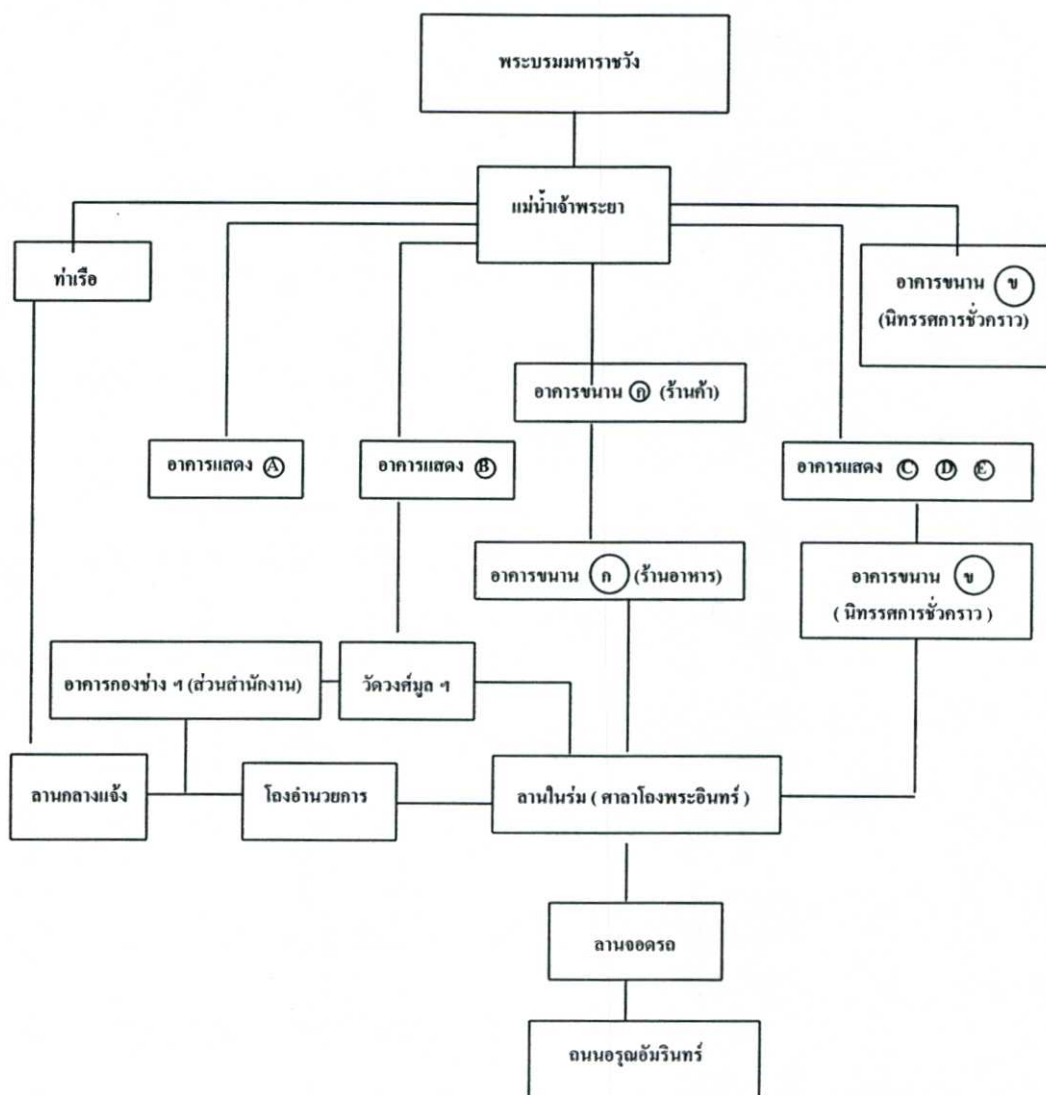 พระบรมมหาราชวัง
แม่น้ำเจ้าพระยา
ท่าเรือ
อาคารขนาน ข
(นิทรรศการชั่วคราว)
อาคารขนาน ก (ร้านค้า)
อาคารแสดง A
อาคารแสดง B
อาคารแสดง C D E
อาคารขนาน ก (ร้านอาหาร)
อาคารขนาน ข
( นิทรรศการชั่วคราว )
อาคารกองช่าง ฯ (ส่วนสำนักงาน)
วัดวงศ์มูล ฯ
ลานกลางแจ้ง
โถงอำนวยการ
ลานในร่ม ( ศาลาโถงพระอินทร์ )
ลานจอดรถ
ถนนอรุณอัมรินทร์